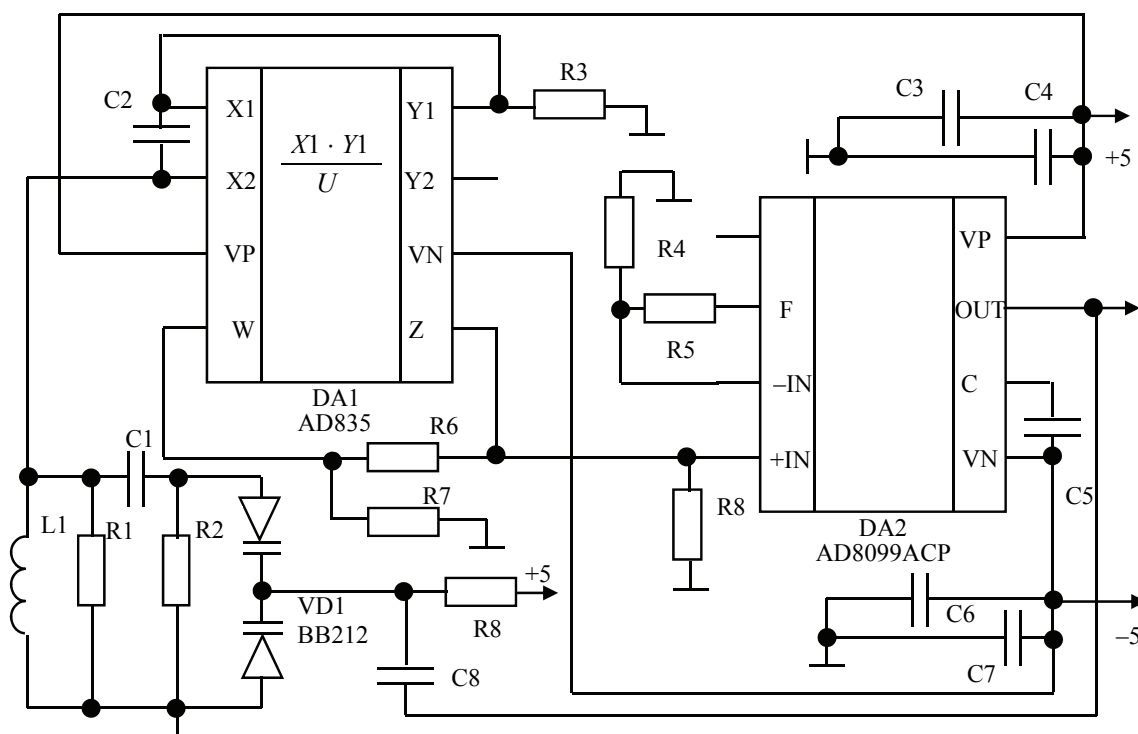 C2
X1
X2
VP
W
X1 · Y1
U
Y1
Y2
VN
Z
DA1
AD835
R3
C3
C4
+5
R4
R5
F
–IN
+IN
VP
OUT
C
VN
DA2
AD8099ACP
C5
R6
R7
R8
C1
L1
R1
R2
VD1
BB212
+5
R8
C8
C6
C7
–5